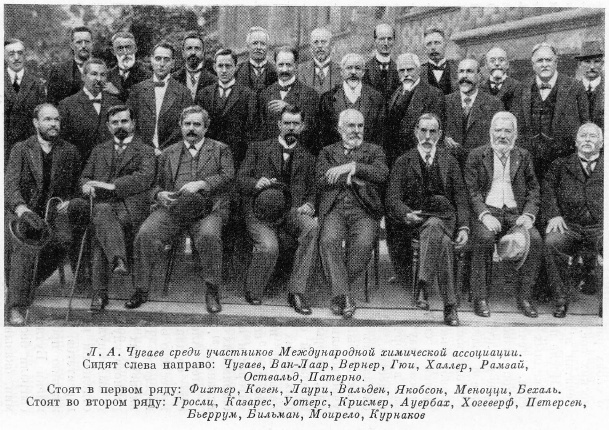 Л. А. Чугаев среди участников Международной химической ассоциации.
Сидят слева направо: Чугаев, Ван-Лаар, Вернер, Гюи, Халлер, Рамзай,
Оствальд, Патерно.
Стоят в первом ряду: Фихтер, Коген, Лаури, Вальден, Якобсон, Меноцци, Бехаль.
Стоят во втором ряду: Гросли, Казарес, Уотерс, Крисмер, Ауербах, Хогеверф, Петерсен,
Бьеррум, Бильман, Моирело, Курнаков